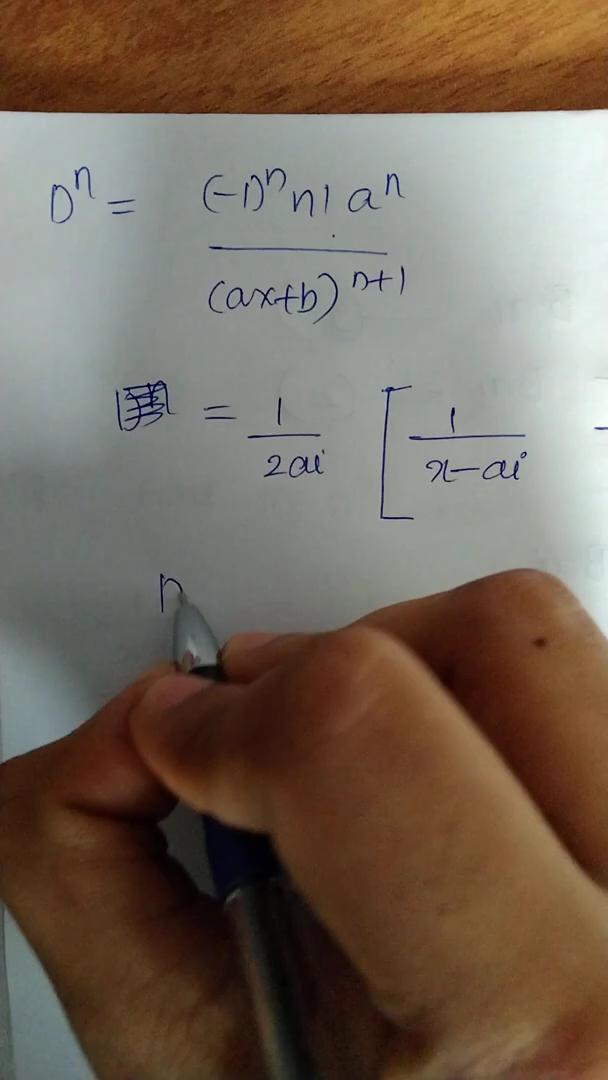 Dⁿ = (-1)ⁿ n! aⁿ
(ax+b)ⁿ⁺¹
= 1/2ai [ 1/x-ai -
n